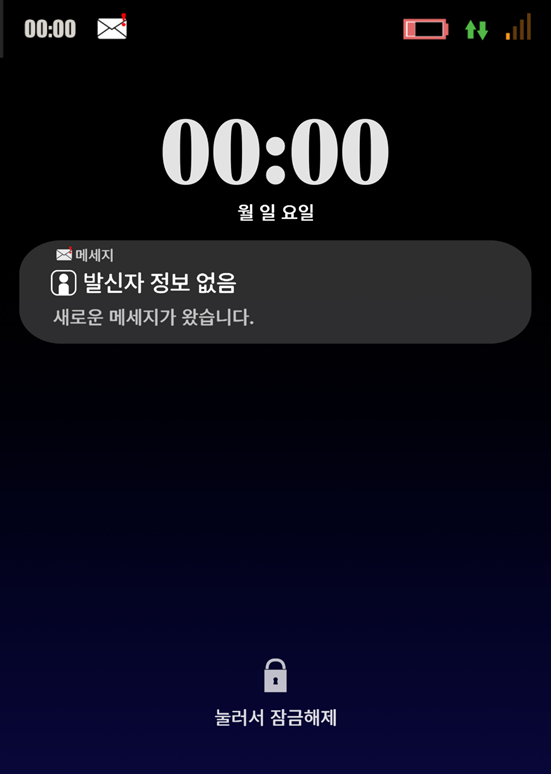 00:00
00:00
월 일 요일
메세지
발신자 정보 없음
새로운 메세지가 왔습니다.
눌러서 잠금해제